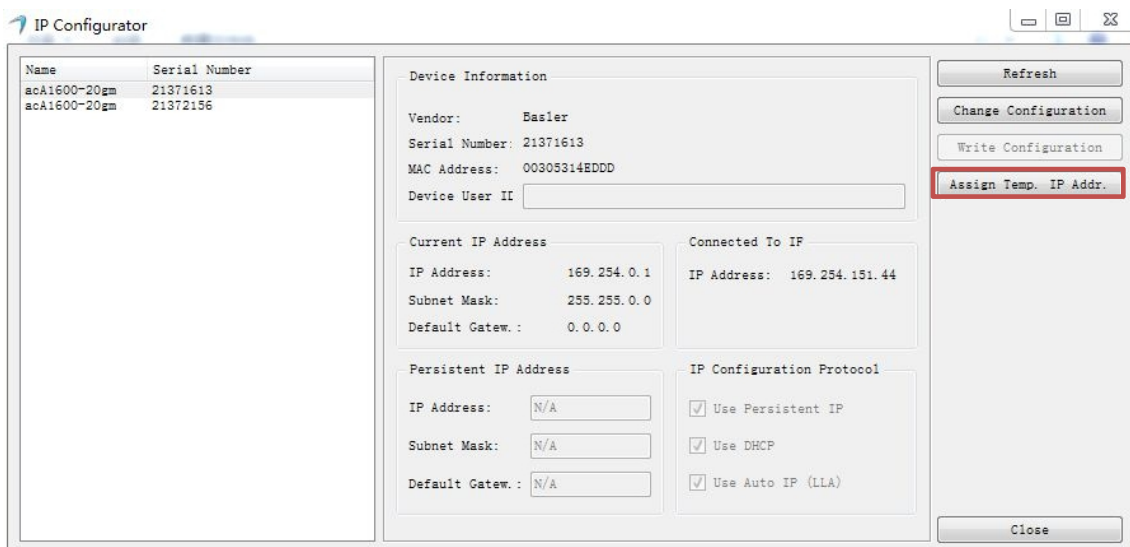 IP Configurator
Name Serial Number
acA1600-20gm 21371613
acA1600-20gm 21372156
Device Information
Vendor: Basler
Serial Number: 21371613
MAC Address: 00305314EDDD
Device User II
Current IP Address
IP Address: 169.254.0.1
Subnet Mask: 255.255.0.0
Default Gatew.: 0.0.0.0
Connected To IF
IP Address: 169.254.151.44
Persistent IP Address
IP Address: N/A
Subnet Mask: N/A
Default Gatew.: N/A
IP Configuration Protocol
Use Persistent IP
Use DHCP
Use Auto IP (LLA)
Refresh
Change Configuration
Write Configuration
Assign Temp. IP Addr.
Close